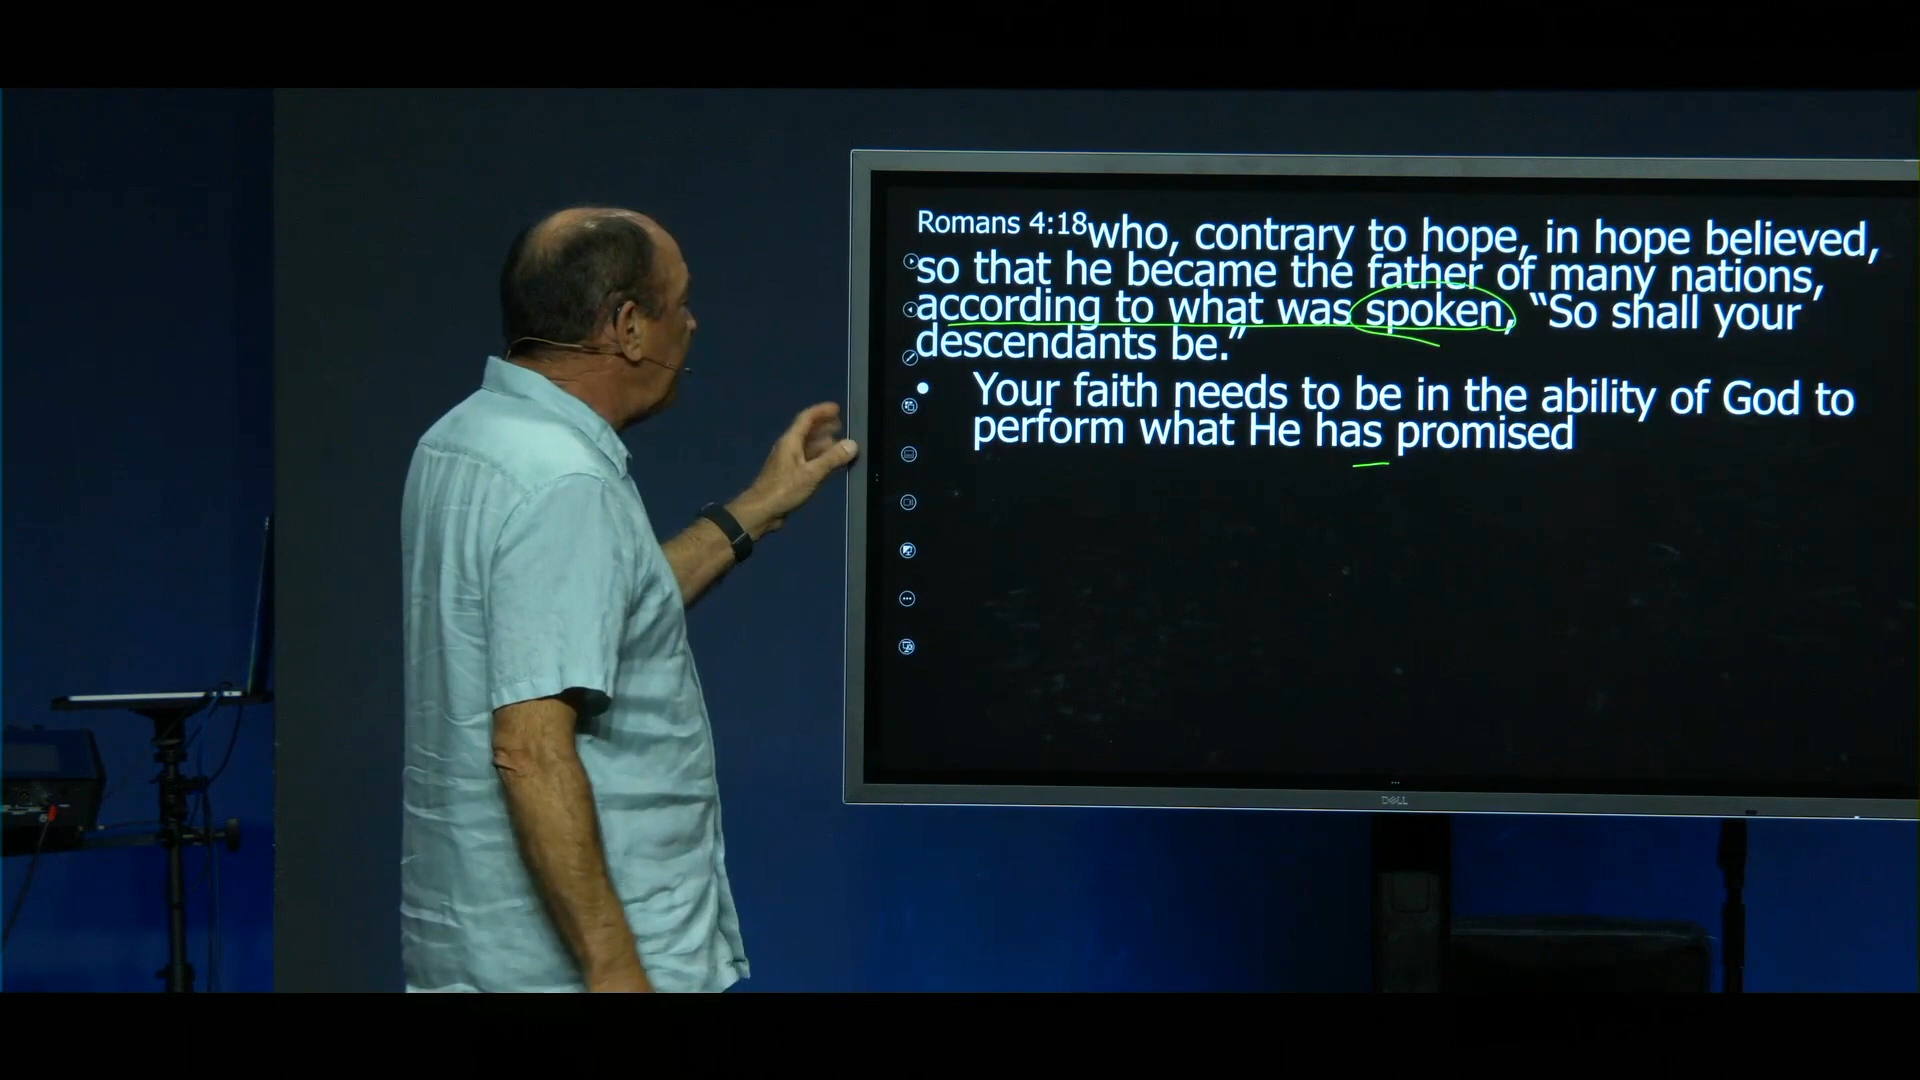 Romans 4:18who, contrary to hope, in hope believed,
so that he became the father of many nations,
according to what was spoken, “So shall your
descendants be.”
• Your faith needs to be in the ability of God to
perform what He has promised
DELL